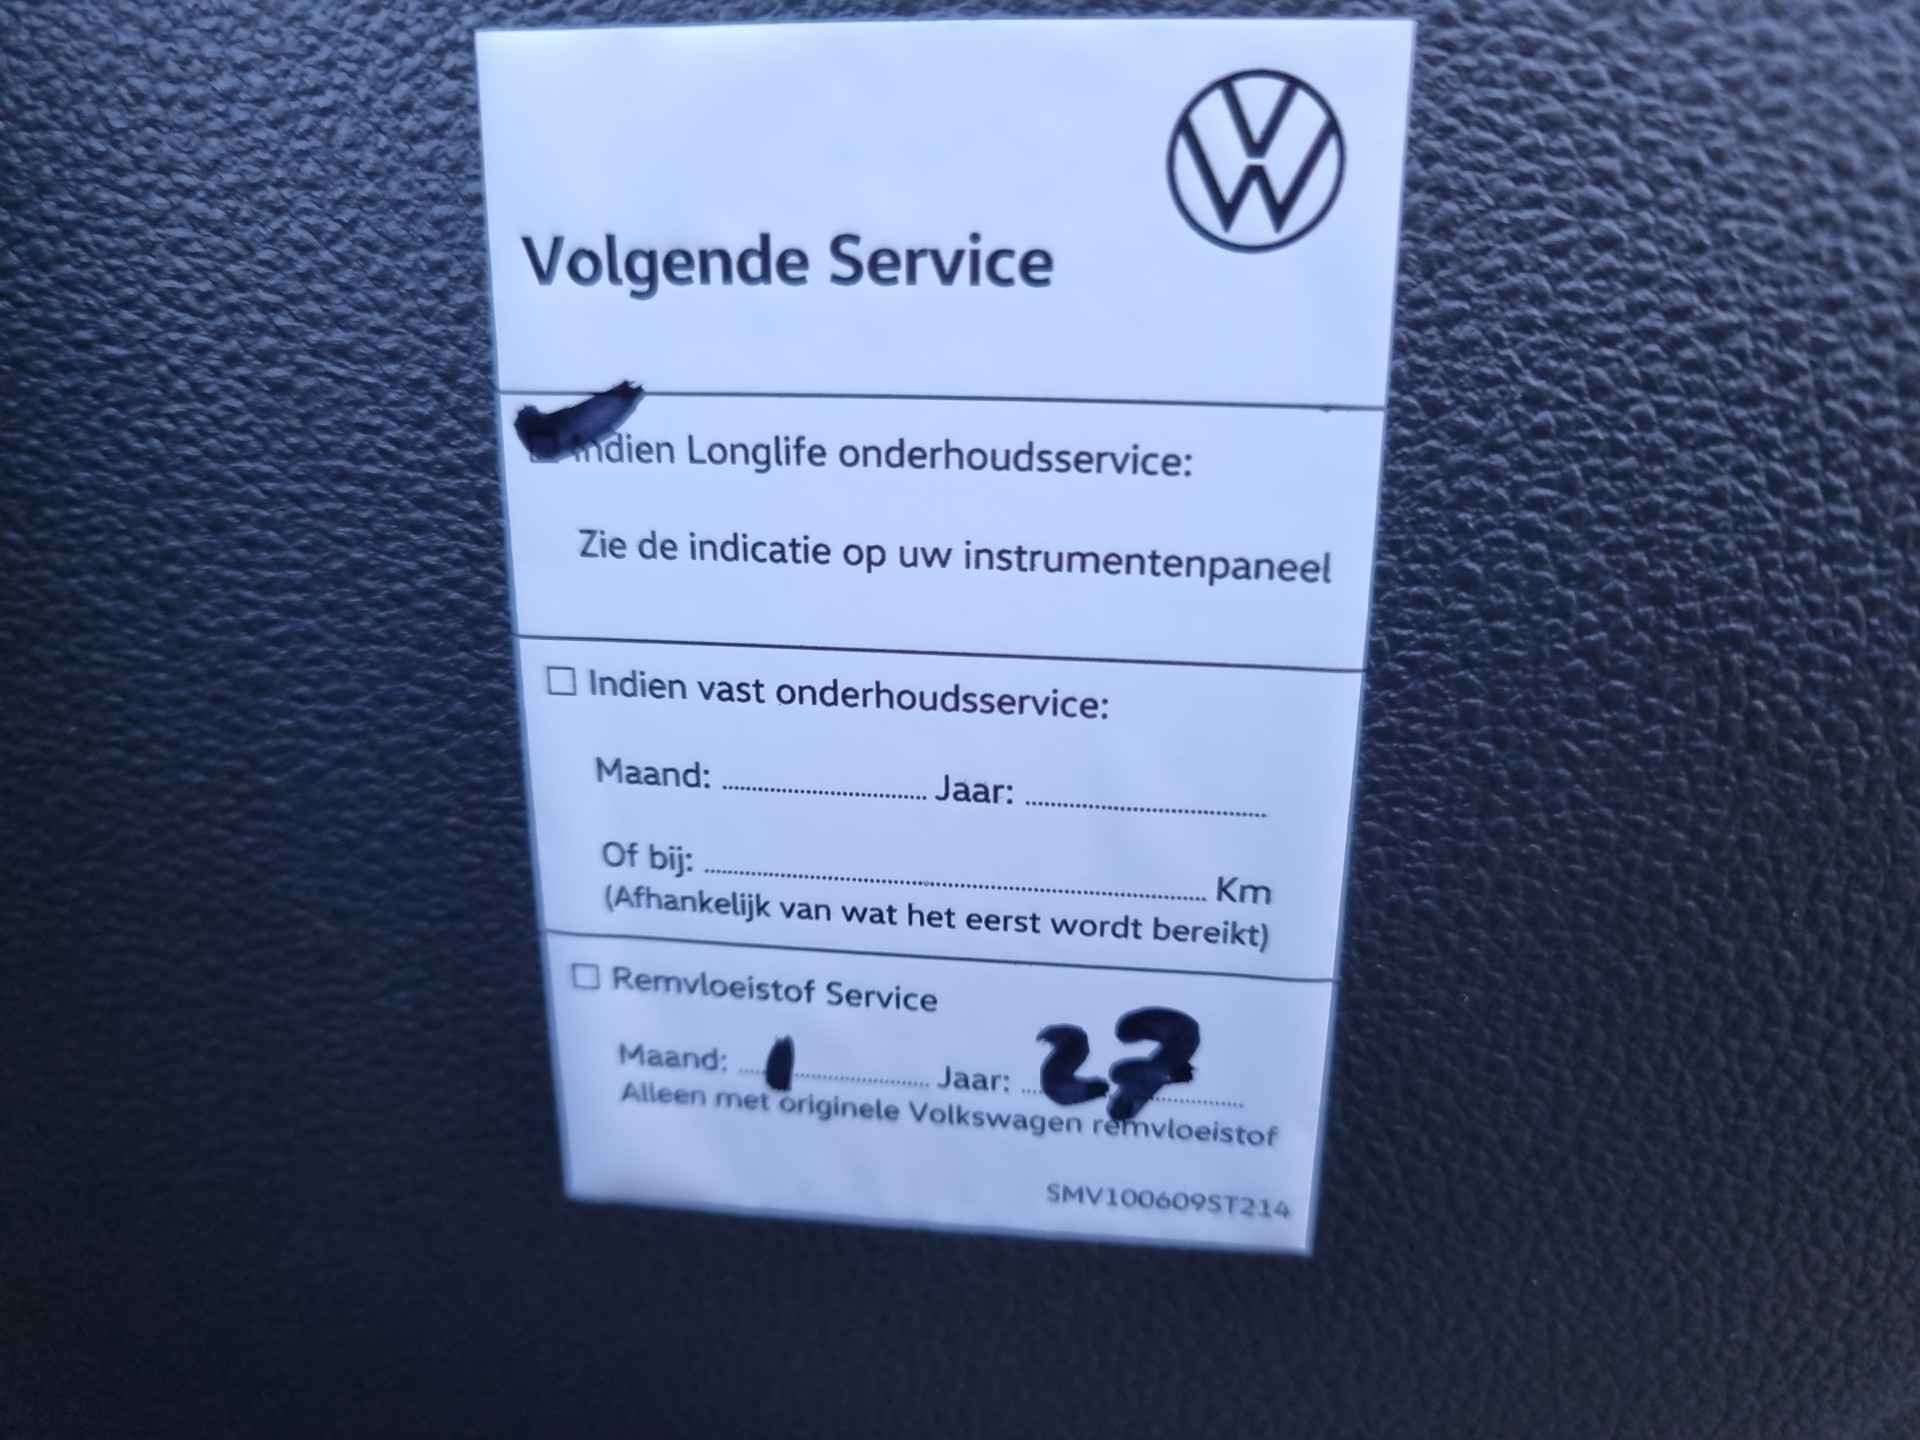 Volgende Service
Indien Longlife onderhoudsservice:
Zie de indicatie op uw instrumentenpaneel
Indien vast onderhoudsservice:
Maand: Jaar:
Of bij: Km
(Afhankelijk van wat het eerst wordt bereikt)
Remvloeistof Service
Maand: 1 Jaar: 27
Alleen met originele Volkswagen remvloeistof
SMV100609ST214